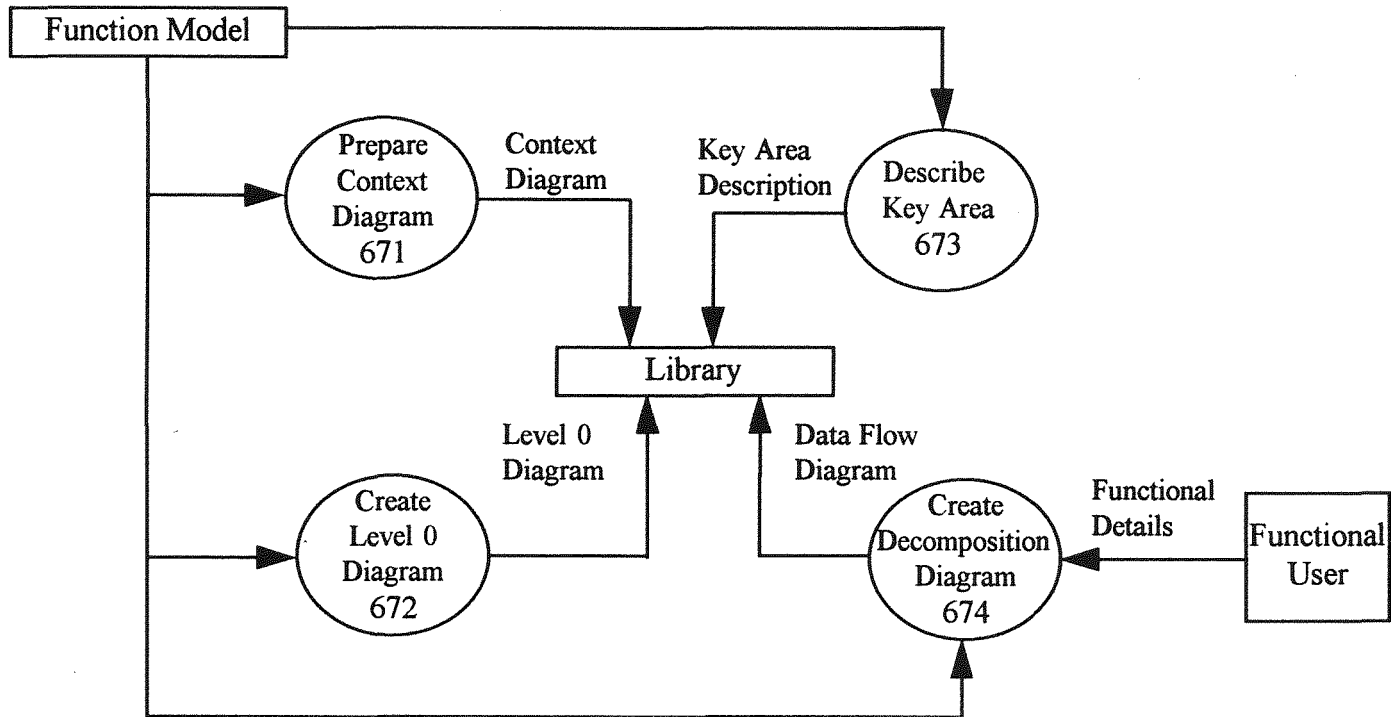 Function Model
Prepare
Context
Diagram
671
Context
Diagram
Key Area
Description
Describe
Key Area
673
Library
Level 0
Diagram
Data Flow
Diagram
Create
Level 0
Diagram
672
Create
Decomposition
Diagram
674
Functional
Details
Functional
User